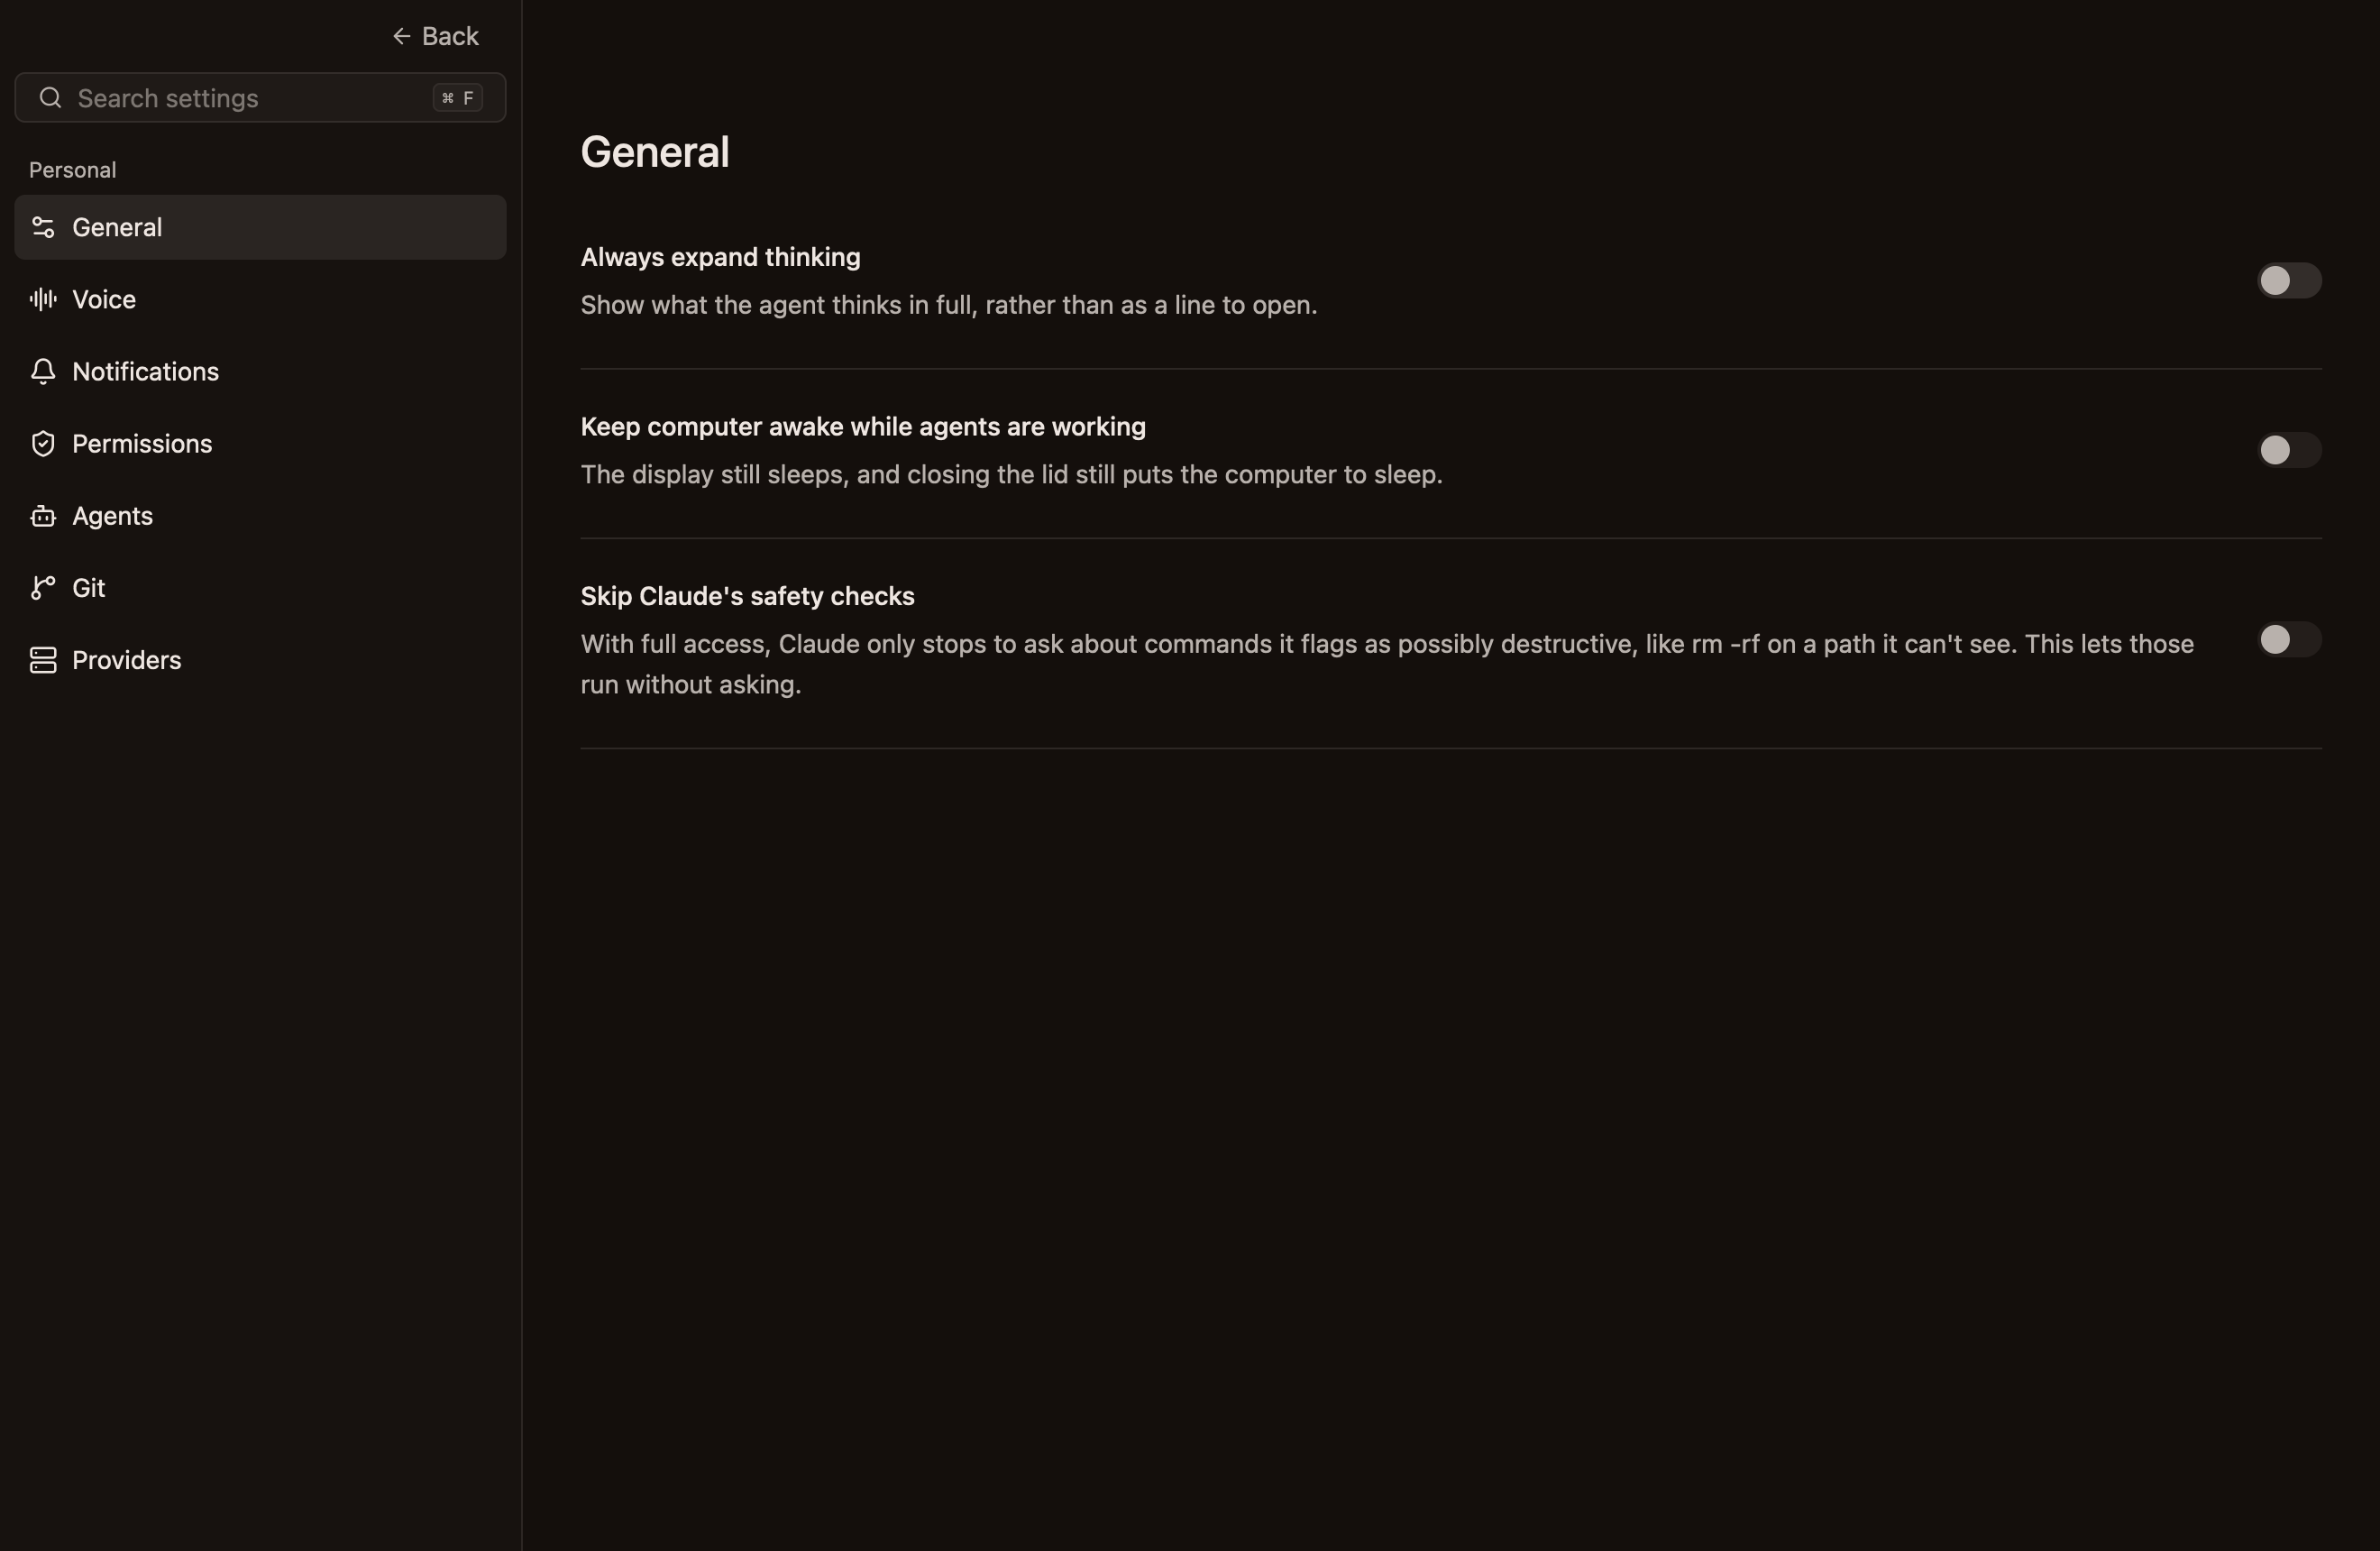 Back
Search settings
⌘ F
Personal
General
Voice
Notifications
Permissions
Agents
Git
Providers
General
Always expand thinking
Show what the agent thinks in full, rather than as a line to open.
Keep computer awake while agents are working
The display still sleeps, and closing the lid still puts the computer to sleep.
Skip Claude's safety checks
With full access, Claude only stops to ask about commands it flags as possibly destructive, like rm -rf on a path it can't see. This lets those
run without asking.